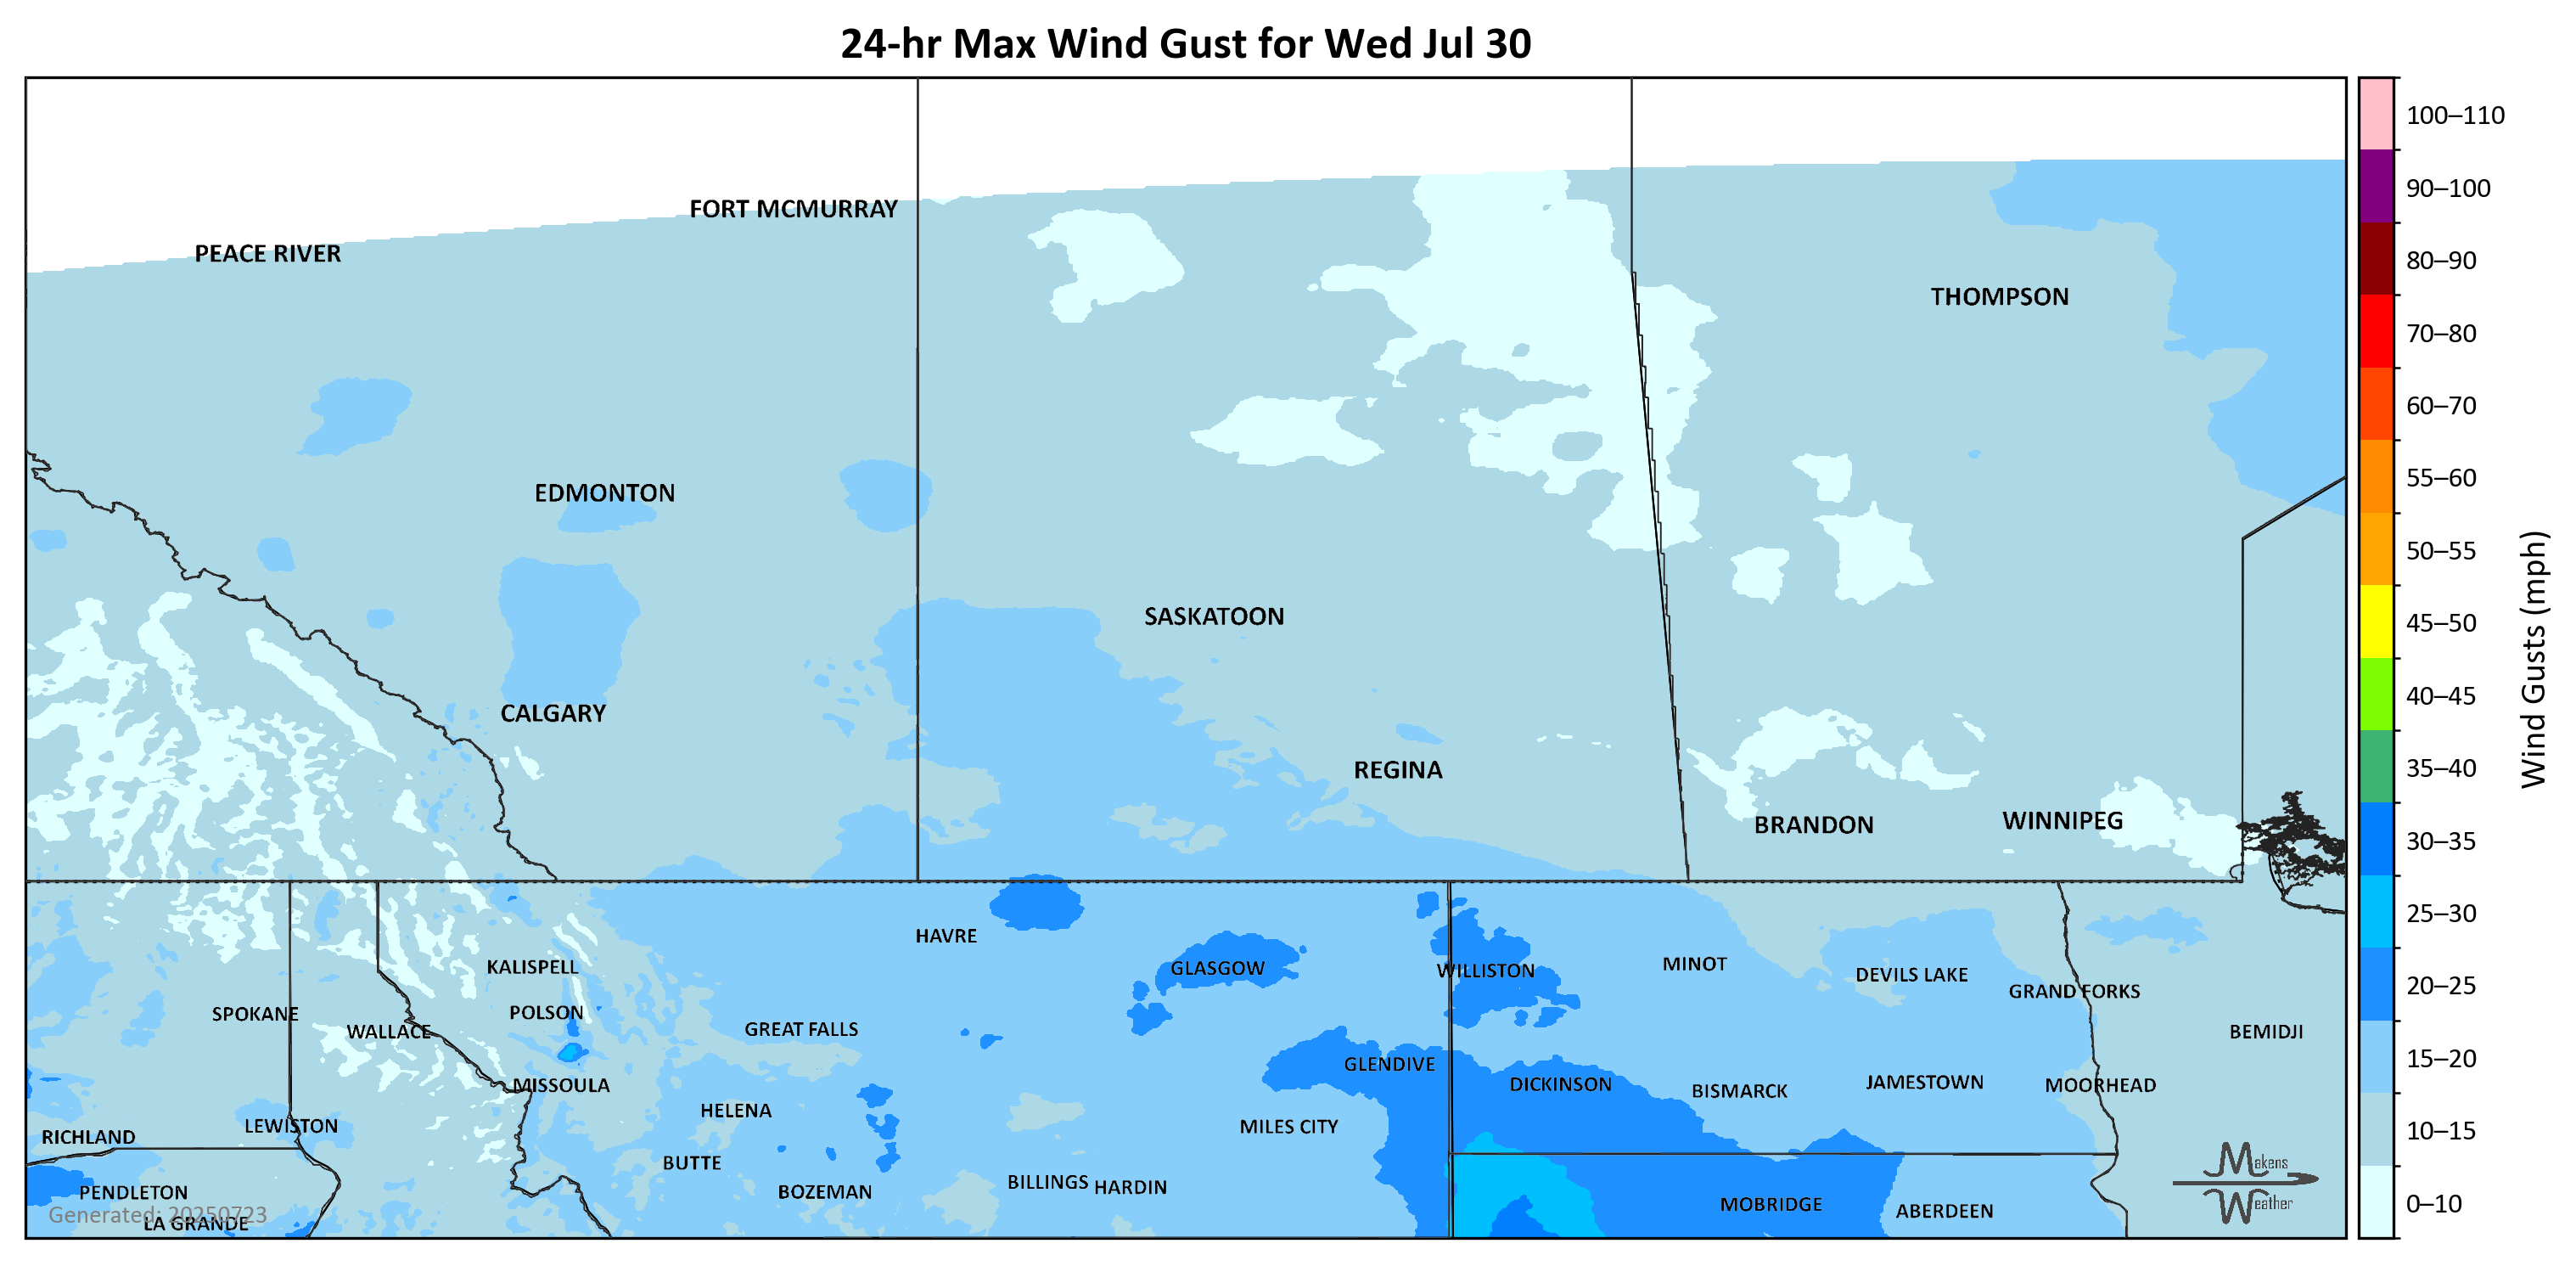 24-hr Max Wind Gust for Wed Jul 30
100–110
90–100
FORT MCMURRAY
PEACE RIVER
80–90
THOMPSON
70–80
60–70
55–60
EDMONTON
50–55
SASKATOON
45–50
Wind Gusts (mph)
CALGARY
40–45
REGINA
35–40
BRANDON
WINNIPEG
30–35
25–30
HAVRE
KALISPELL
GLASGOW
WILLISTON
MINOT
DEVILS LAKE
20–25
GRAND FORKS
SPOKANE
POLSON
WALLACE
GREAT FALLS
BEMIDJI
15–20
GLENDIVE
MISSOULA
DICKINSON
BISMARCK
JAMESTOWN
MOORHEAD
HELENA
LEWISTON
MILES CITY
10–15
RICHLAND
BUTTE
Makens
Weather
PENDLETON
BOZEMAN
BILLINGS
HARDIN
MOBRIDGE
ABERDEEN
0–10
Generated: 20250723
LA GRANDE